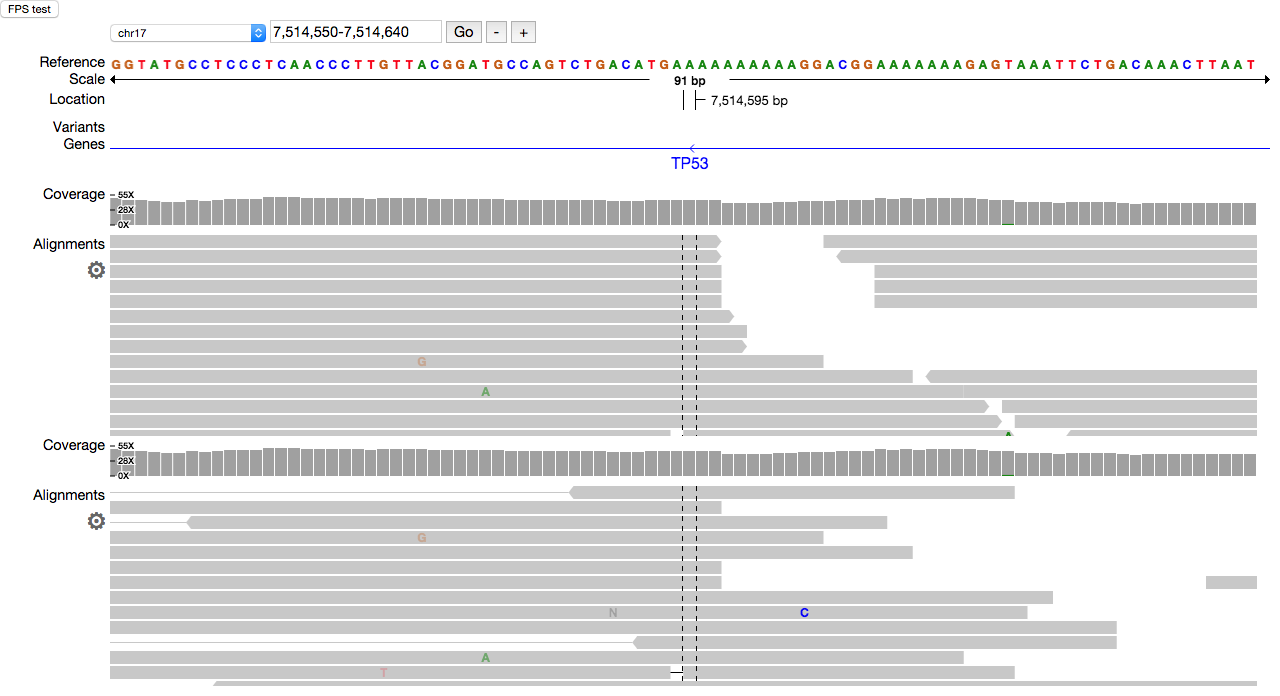 FPS test
chr17 7,514,550-7,514,640 Go - +
Reference G G T A T G C C T C C C T C A A C C C T T G T T A C G G A T G C C A G T C T G A C A T G A A A A A A A A A A G G A C G G A A A A A A A G A G T A A A T T C T G A C A A A C T T A A T
Scale 91 bp
Location 7,514,595 bp
Variants
Genes
TP53
Coverage 55X
28X
0X
Alignments
G
A
A
Coverage 55X
28X
0X
Alignments
G
N C
A
T